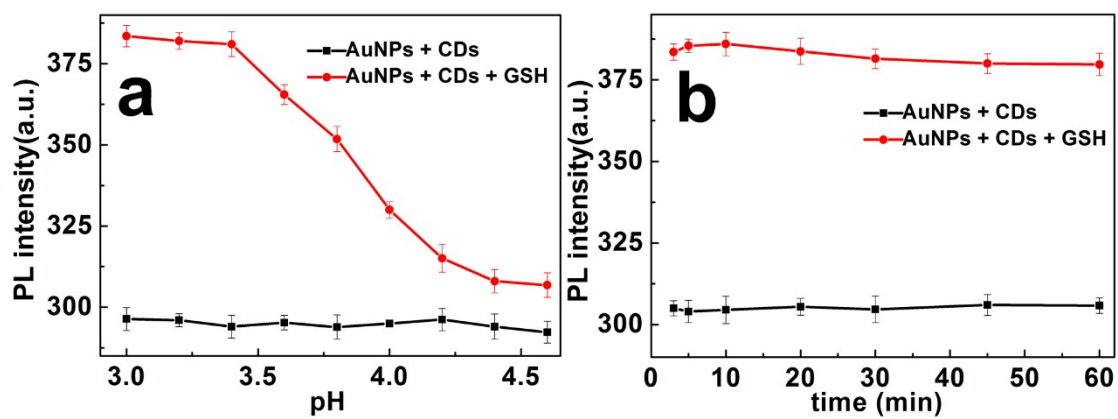 a
AuNPs + CDs
AuNPs + CDs + GSH
PL intensity(a.u.)
375
350
325
300
3.0 3.5 4.0 4.5
pH
b
AuNPs + CDs
AuNPs + CDs + GSH
PL intensity(a.u.)
375
350
325
300
0 10 20 30 40 50 60
time (min)